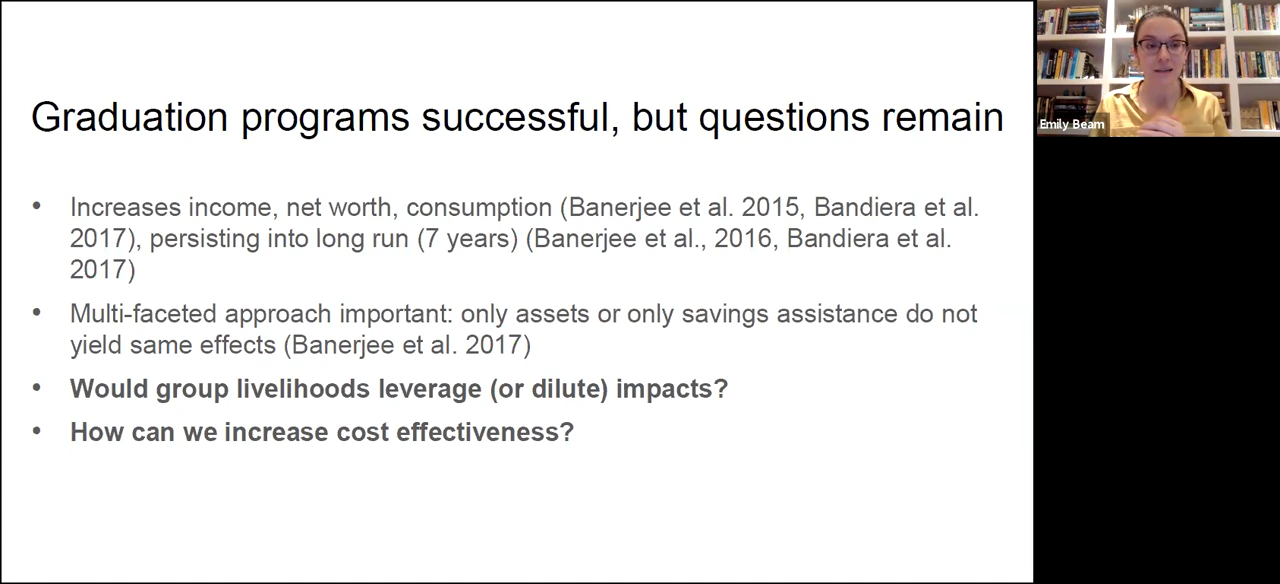 Graduation programs successful, but questions remain
• Increases income, net worth, consumption (Banerjee et al. 2015, Bandiera et al.
2017), persisting into long run (7 years) (Banerjee et al., 2016, Bandiera et al.
2017)
• Multi-faceted approach important: only assets or only savings assistance do not
yield same effects (Banerjee et al. 2017)
• Would group livelihoods leverage (or dilute) impacts?
• How can we increase cost effectiveness?
Emily Beam